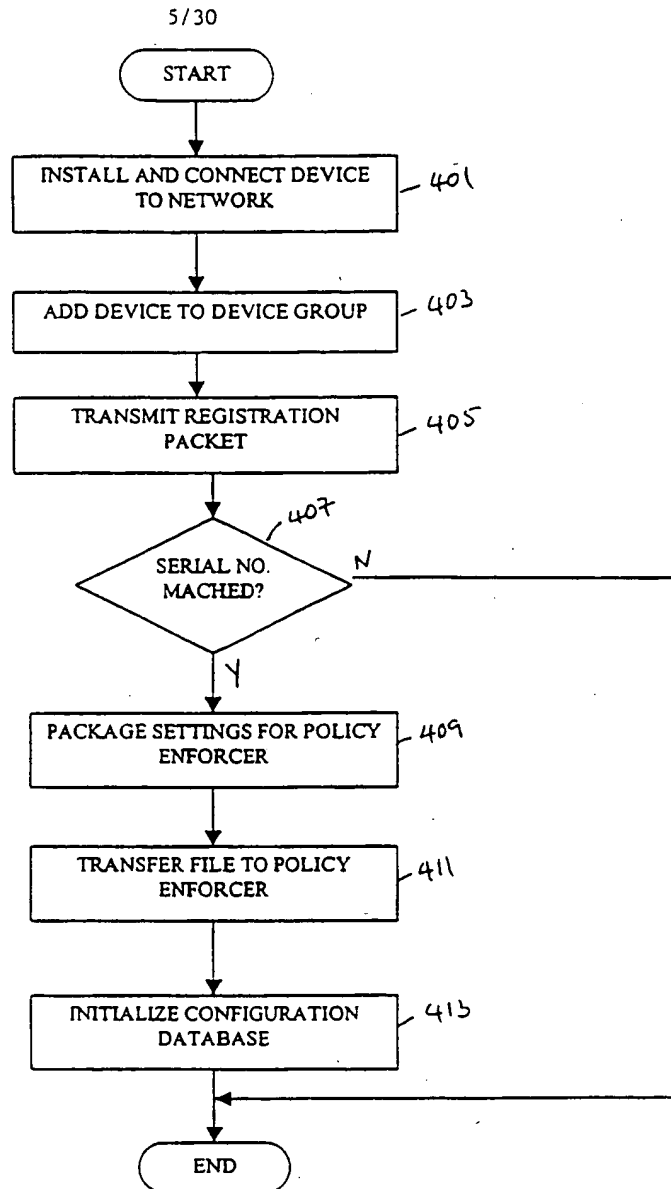 5/30
START
INSTALL AND CONNECT DEVICE
TO NETWORK
401
ADD DEVICE TO DEVICE GROUP
403
TRANSMIT REGISTRATION
PACKET
405
407
SERIAL NO.
MACHED?
N
Y
PACKAGE SETTINGS FOR POLICY
ENFORCER
409
TRANSFER FILE TO POLICY
ENFORCER
411
INITIALIZE CONFIGURATION
DATABASE
413
END